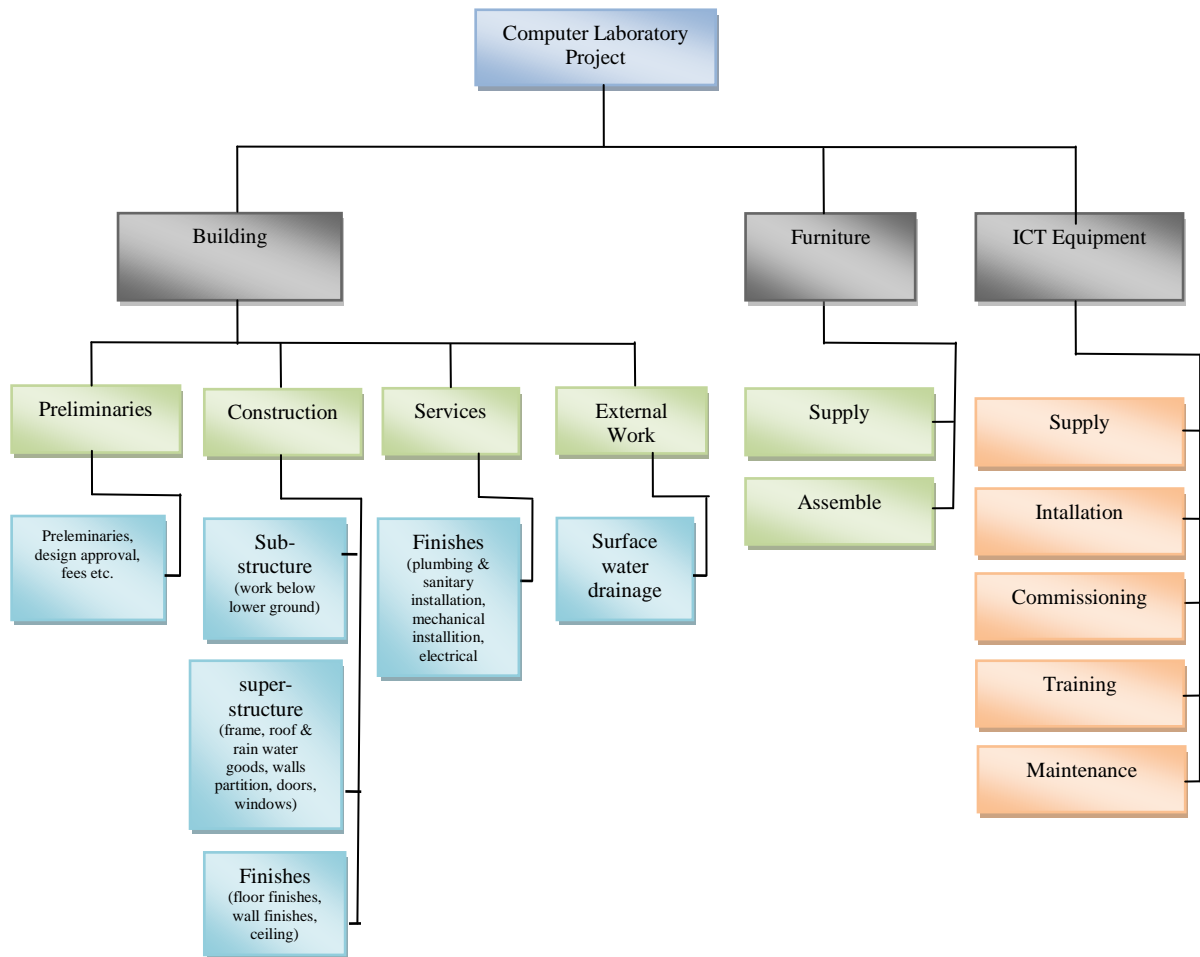 Computer Laboratory
Project
Building
Furniture
ICT Equipment
Preliminaries
Construction
Services
External
Work
Supply
Assemble
Supply
Intallation
Commissioning
Training
Maintenance
Preleminaries,
design approval,
fees etc.
Sub-
structure
(work below
lower ground)
super-
structure
(frame, roof &
rain water
goods, walls
partition, doors,
windows)
Finishes
(floor finishes,
wall finishes,
ceiling)
Finishes
(plumbing &
sanitary
installation,
mechanical
installition,
electrical
Surface
water
drainage